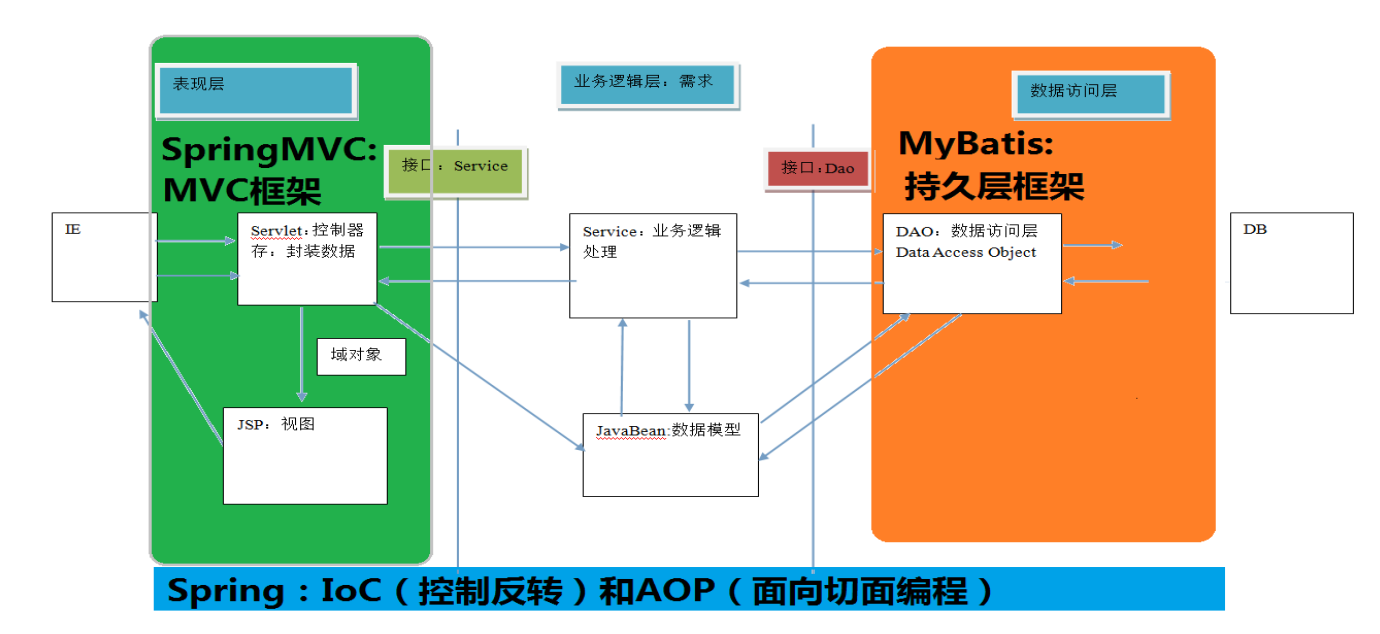 表现层
业务逻辑层：需求
数据访问层
SpringMVC:
MVC框架
接口：Service
接口:Dao
MyBatis:
持久层框架
IE
Servlet:控制器
存：封装数据
Service：业务逻辑
处理
DAO：数据访问层
Data Access Object
DB
域对象
JSP：视图
JavaBean:数据模型
Spring：IoC（控制反转）和AOP（面向切面编程）